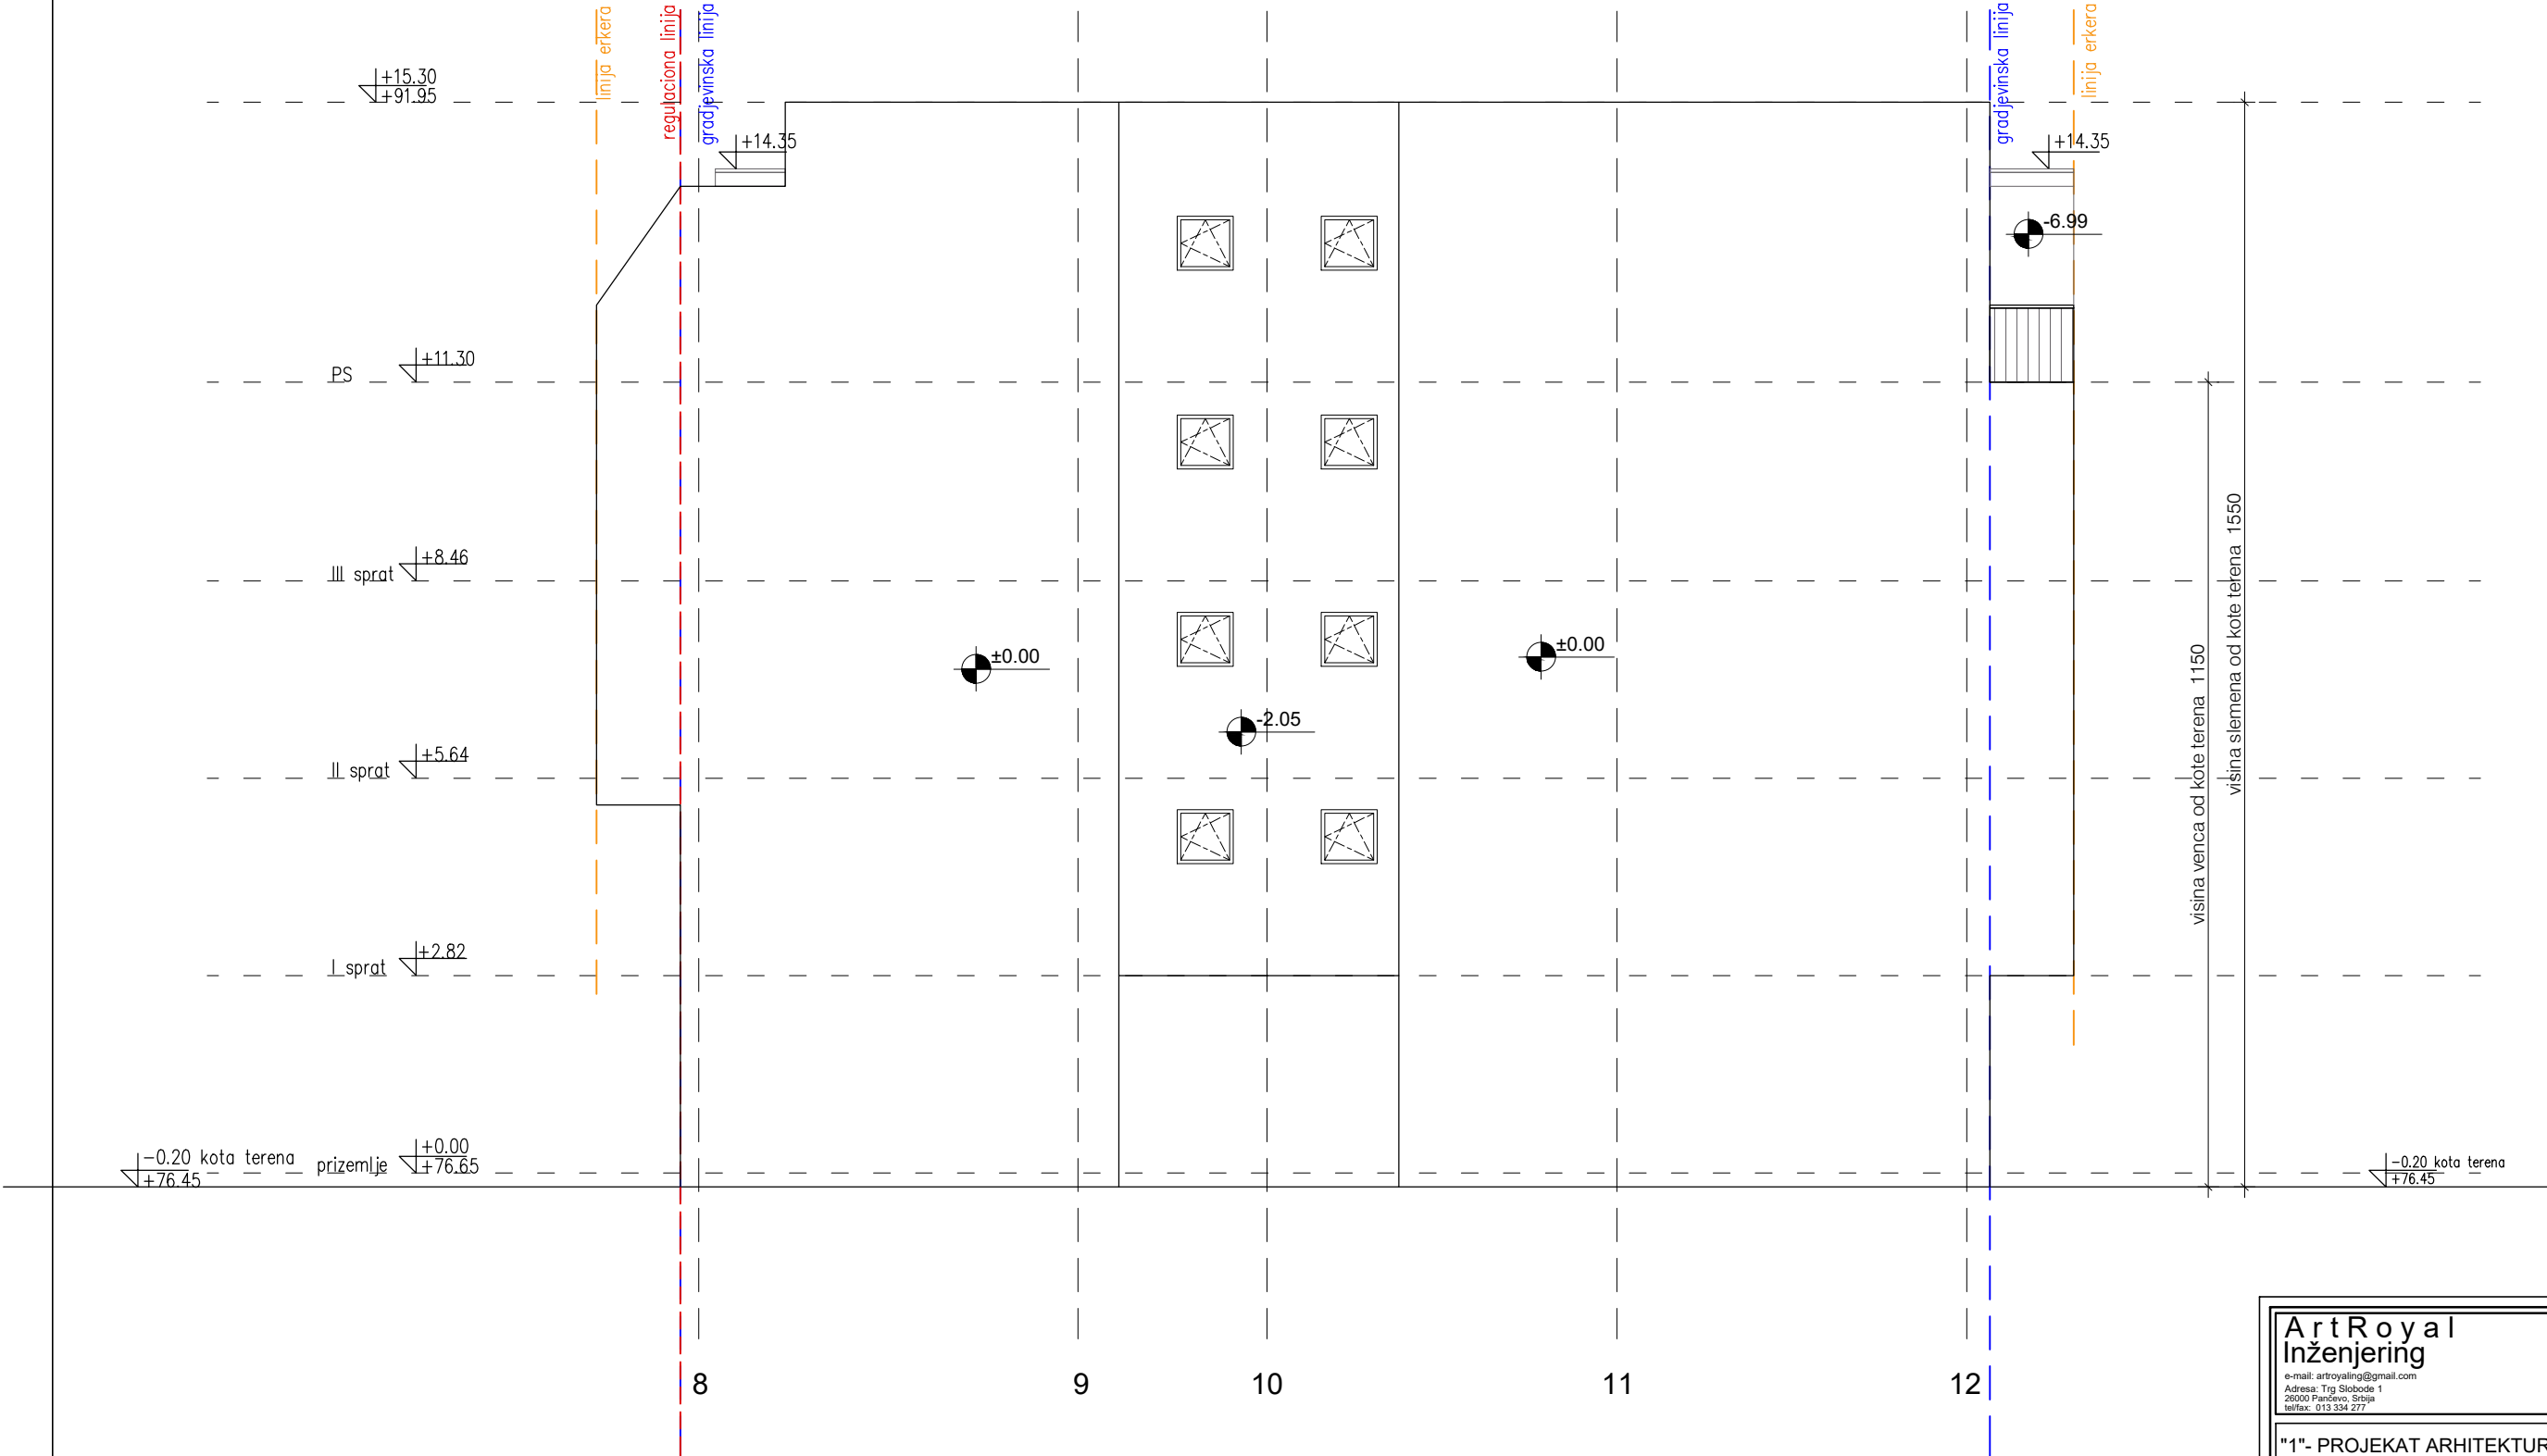 linija erkera
regulaciona linija
gradjevinska linija
gradjevinska linija
linija erkera
+15.30
+91.95
+14.35
+14.35
-6.99
PS
+11.30
III sprat
+8.46
±0.00
±0.00
-2.05
II sprat
+5.64
visina venca od kote terena 1150
visina slemena od kote terena 1550
I sprat
+2.82
-0.20 kota terena
+76.45
prizemlje
+0.00
+76.65
-0.20 kota terena
+76.45
8
9
10
11
12
ArtRoyal
Inženjering
e-mail: artroyaling@gmail.com
Adresa: Trg Slobode 1
26000 Pančevo, Srbija
tel/fax: 013 334 277
"1"- PROJEKAT ARHITEKTUR